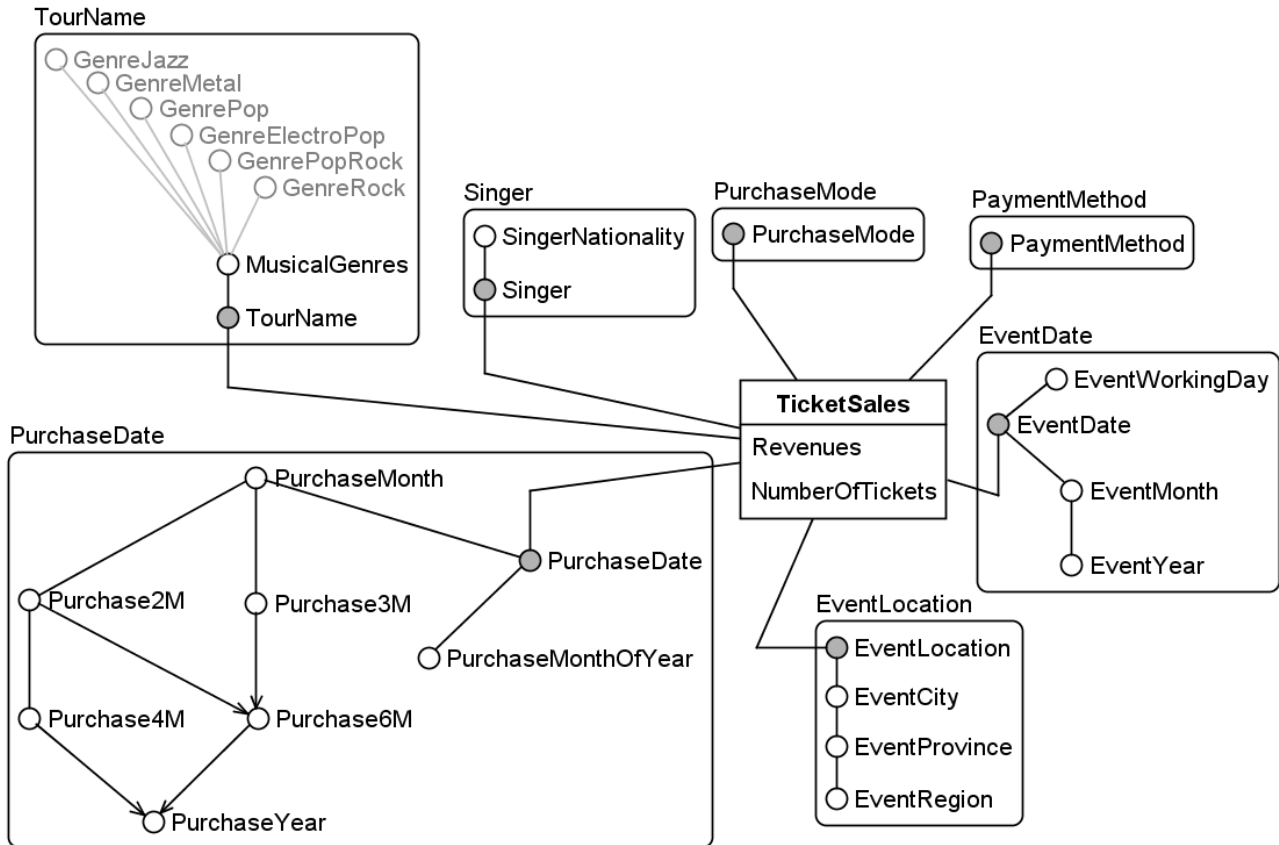 TourName
GenreJazz
GenreMetal
GenrePop
GenreElectroPop
GenrePopRock
GenreRock
MusicalGenres
TourName
Singer
SingerNationality
Singer
PurchaseMode
PurchaseMode
PaymentMethod
PaymentMethod
EventDate
EventWorkingDay
EventDate
EventMonth
EventYear
TicketSales
Revenues
NumberOfTickets
PurchaseDate
PurchaseMonth
PurchaseDate
Purchase2M
Purchase3M
PurchaseMonthOfYear
Purchase4M
Purchase6M
PurchaseYear
EventLocation
EventLocation
EventCity
EventProvince
EventRegion